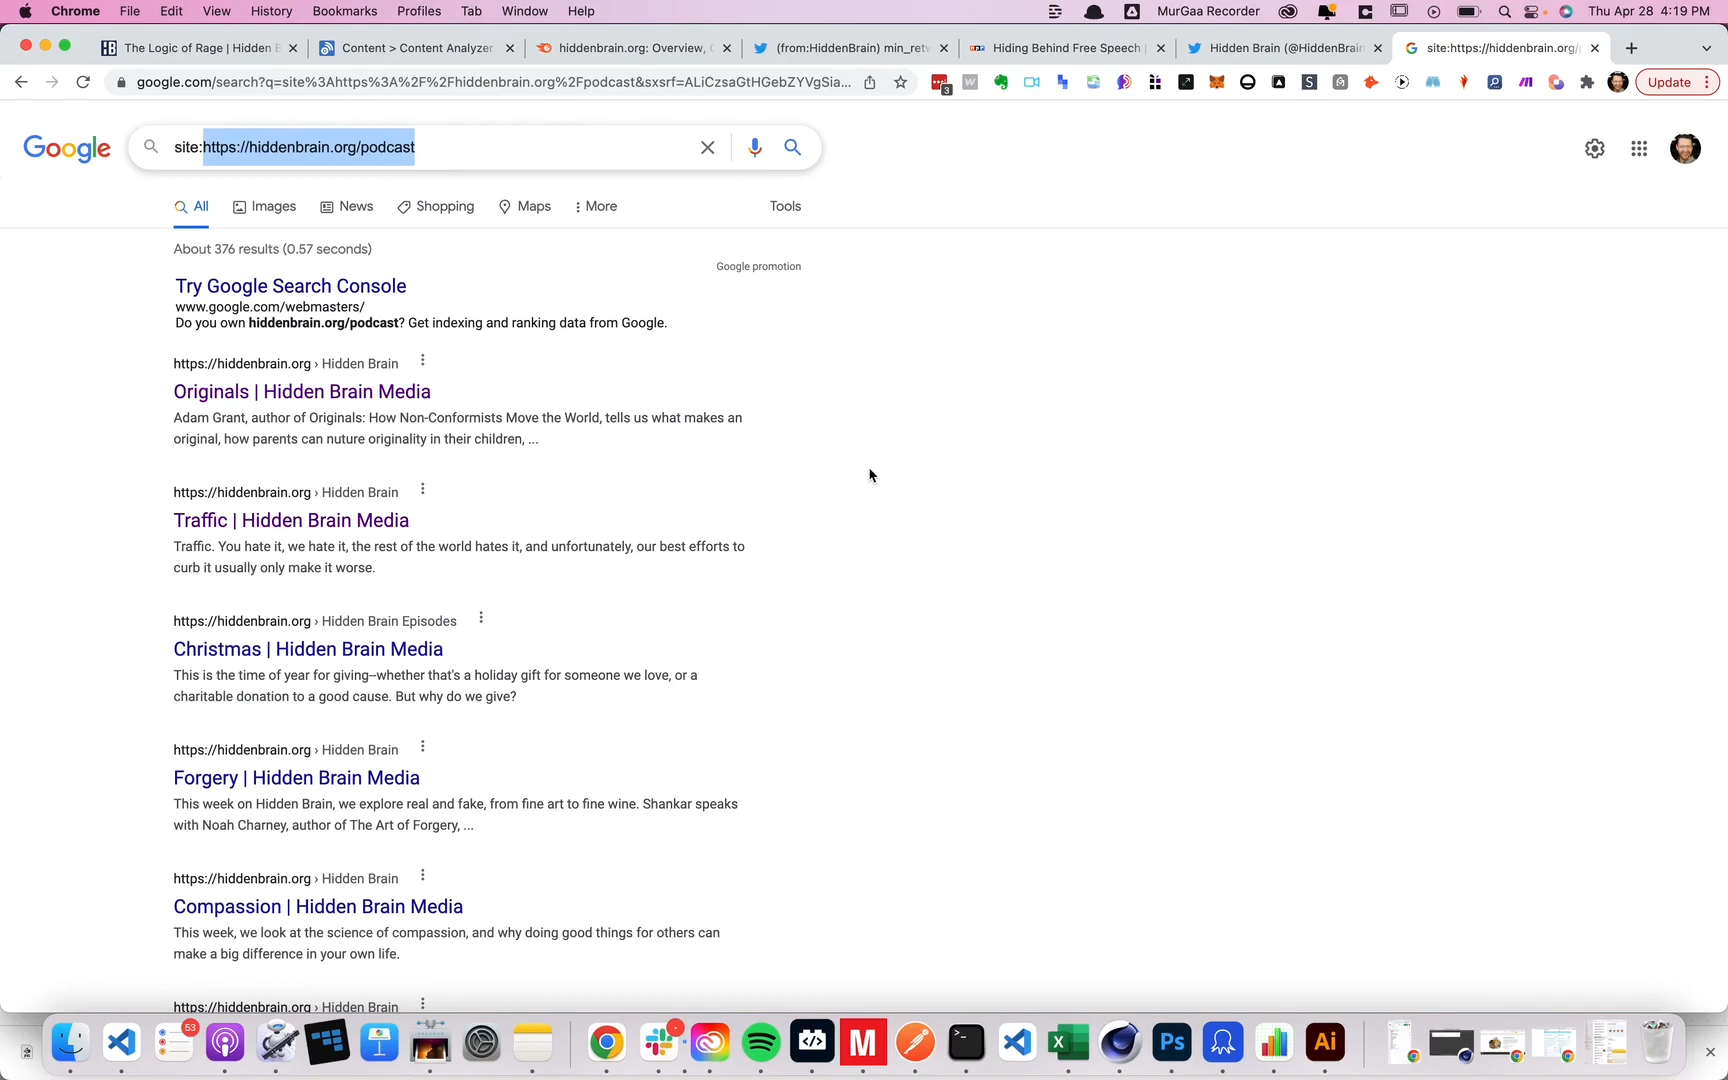 Chrome File Edit View History Bookmarks Profiles Tab Window Help MurGaa Recorder Thu Apr 28 4:19 PM
The Logic of Rage | Hidden Content > Content Analyzer hiddenbrain.org: Overview, (from:HiddenBrain) min_retw Hiding Behind Free Speech | Hidden Brain (@HiddenBrain site:https://hiddenbrain.org/
google.com/search?q=site%3Ahttps%3A%2F%2Fhiddenbrain.org%2Fpodcast&sxsrf=ALiCzsaGtHGebZYVgSia... 3 Update
Google site:https://hiddenbrain.org/podcast
All Images News Shopping Maps More Tools
About 376 results (0.57 seconds)
Google promotion
Try Google Search Console
www.google.com/webmasters/
Do you own hiddenbrain.org/podcast? Get indexing and ranking data from Google.
https://hiddenbrain.org › Hidden Brain
Originals | Hidden Brain Media
Adam Grant, author of Originals: How Non-Conformists Move the World, tells us what makes an
original, how parents can nuture originality in their children, ...
https://hiddenbrain.org › Hidden Brain
Traffic | Hidden Brain Media
Traffic. You hate it, we hate it, the rest of the world hates it, and unfortunately, our best efforts to
curb it usually only make it worse.
https://hiddenbrain.org › Hidden Brain Episodes
Christmas | Hidden Brain Media
This is the time of year for giving–whether that's a holiday gift for someone we love, or a
charitable donation to a good cause. But why do we give?
https://hiddenbrain.org › Hidden Brain
Forgery | Hidden Brain Media
This week on Hidden Brain, we explore real and fake, from fine art to fine wine. Shankar speaks
with Noah Charney, author of The Art of Forgery, ...
https://hiddenbrain.org › Hidden Brain
Compassion | Hidden Brain Media
This week, we look at the science of compassion, and why doing good things for others can
make a big difference in your own life.
https://hiddenbrain.org › Hidden Brain
53 M X Ps Ai